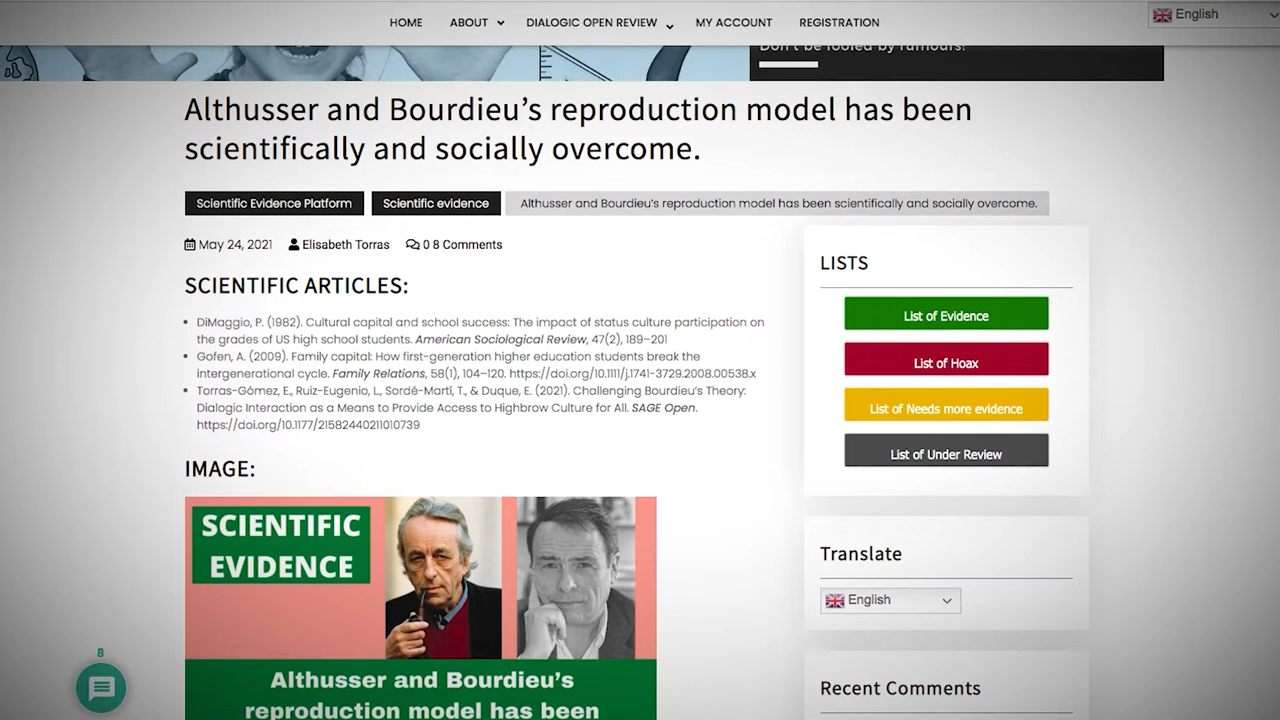 HOME ABOUT DIALOGIC OPEN REVIEW MY ACCOUNT REGISTRATION
English
Don't be fooled by rumours!
Althusser and Bourdieu’s reproduction model has been
scientifically and socially overcome.
Scientific Evidence Platform Scientific evidence Althusser and Bourdieu’s reproduction model has been scientifically and socially overcome.
May 24, 2021 Elisabeth Torras 0 8 Comments
SCIENTIFIC ARTICLES:
DiMaggio, P. (1982). Cultural capital and school success: The impact of status culture participation on
the grades of US high school students. American Sociological Review, 47(2), 189–201
Gofen, A. (2009). Family capital: How first-generation higher education students break the
intergenerational cycle. Family Relations, 58(1), 104–120. https://doi.org/10.1111/j.1741-3729.2008.00538.x
Torras-Gómez, E., Ruiz-Eugenio, L., Sordé-Martí, T., & Duque, E. (2021). Challenging Bourdieu’s Theory:
Dialogic Interaction as a Means to Provide Access to Highbrow Culture for All. SAGE Open.
https://doi.org/10.1177/21582440211010739
IMAGE:
SCIENTIFIC
EVIDENCE
Althusser and Bourdieu’s
reproduction model has been
8
LISTS
List of Evidence
List of Hoax
List of Needs more evidence
List of Under Review
Translate
English
Recent Comments